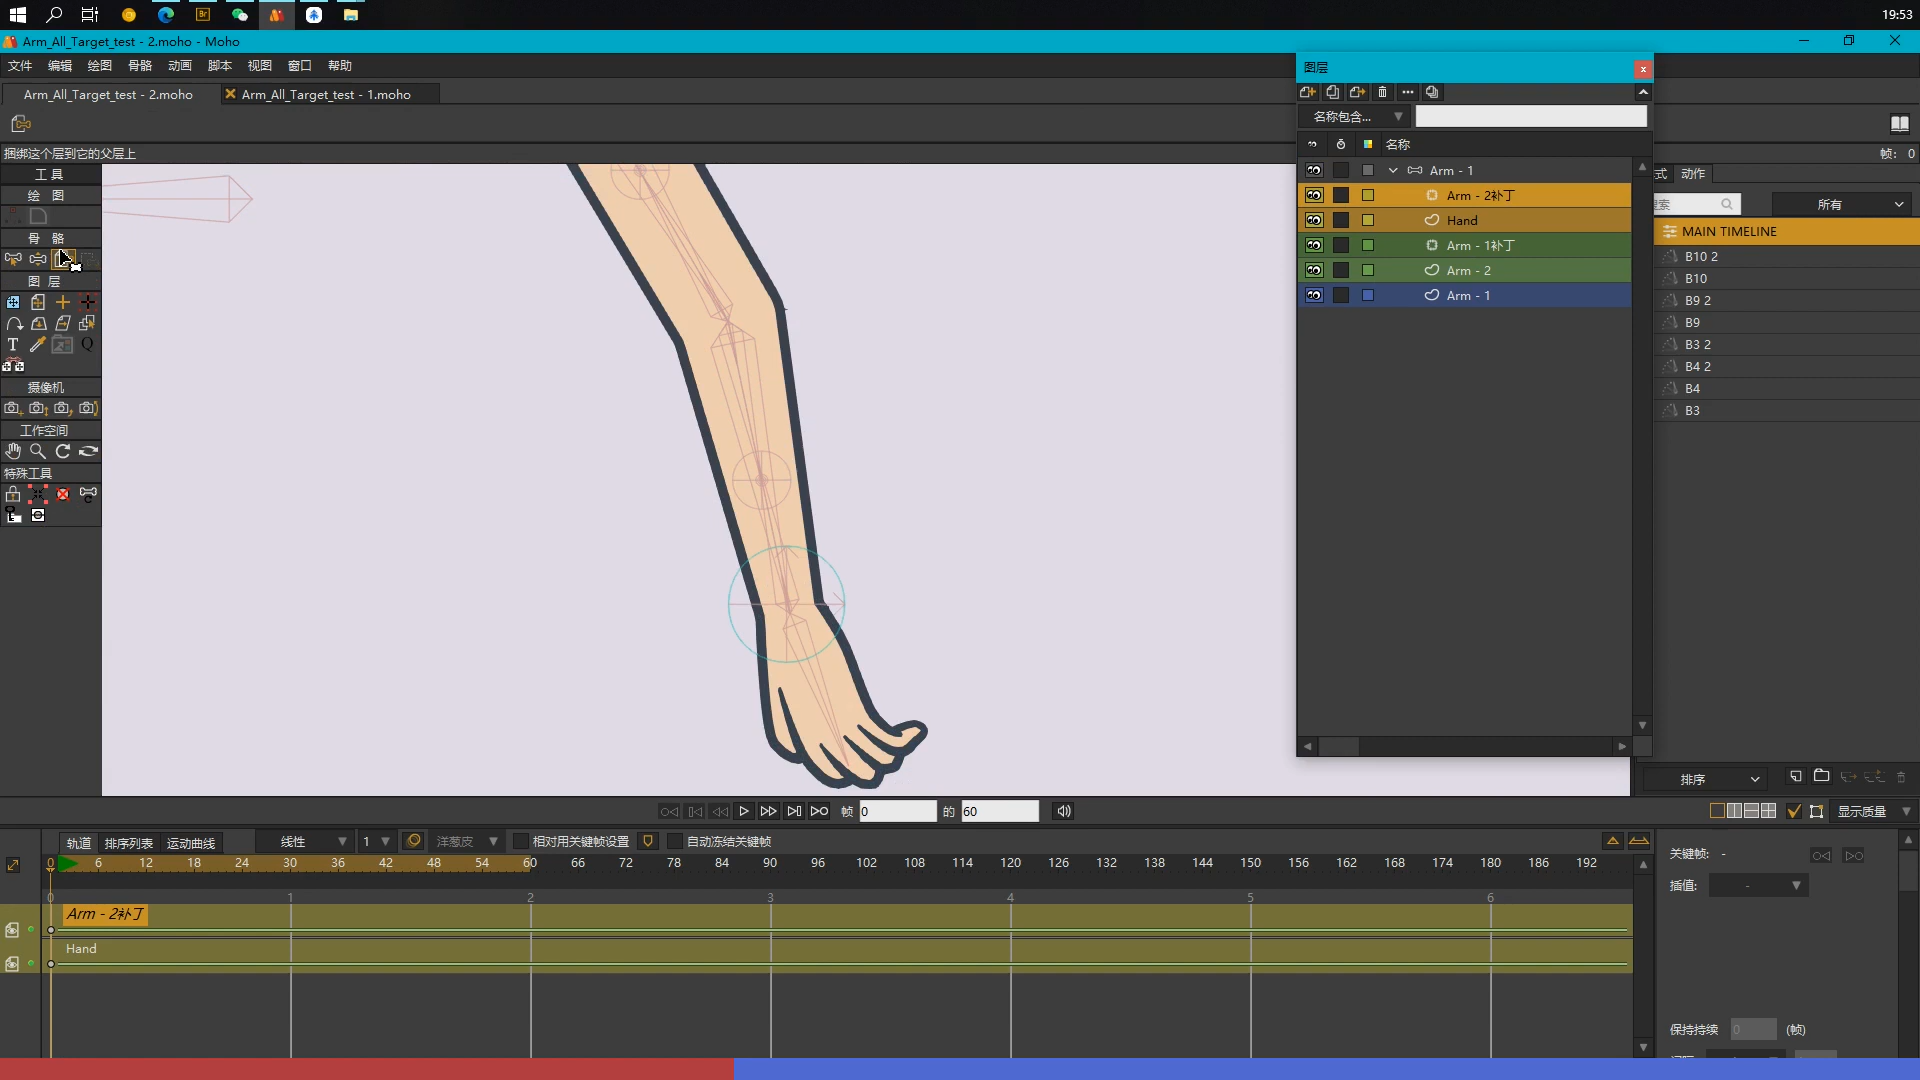 19:53
Br
Arm_All_Target_test - 2.moho - Moho
文件 编辑 绘图 骨骼 动画 脚本 视图 窗口 帮助
Arm_All_Target_test - 2.moho
Arm_All_Target_test - 1.moho
捆绑这个层到它的父层上
帧: 0
工具
绘 图
骨 骼
图 层
T
Q
摄像机
工作空间
特殊工具
图层
名称包含...
名称
Arm - 1
Arm - 2补丁
Hand
Arm - 1补丁
Arm - 2
Arm - 1
式 动作
索
所有
MAIN TIMELINE
B10 2
B10
B9 2
B9
B3 2
B4 2
B4
B3
排序
帧 0 的 60
显示质量
轨道 排序列表 运动曲线 线性 1 洋葱皮 相对用关键帧设置 自动冻结关键帧
0 6 12 18 24 30 36 42 48 54 60 66 72 78 84 90 96 102 108 114 120 126 132 138 144 150 156 162 168 174 180 186 192
0 1 2 3 4 5 6
Arm - 2补丁
Hand
关键帧: -
插值: -
保持持续 0 (帧)